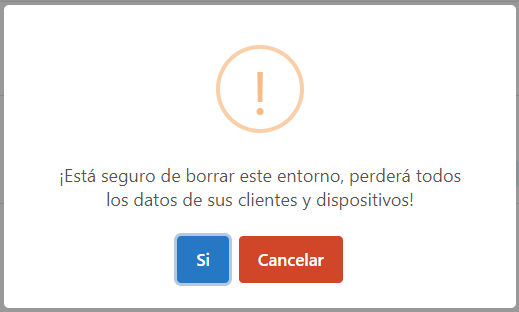 !
¡Está seguro de borrar este entorno, perderá todos
los datos de sus clientes y dispositivos!
Si
Cancelar